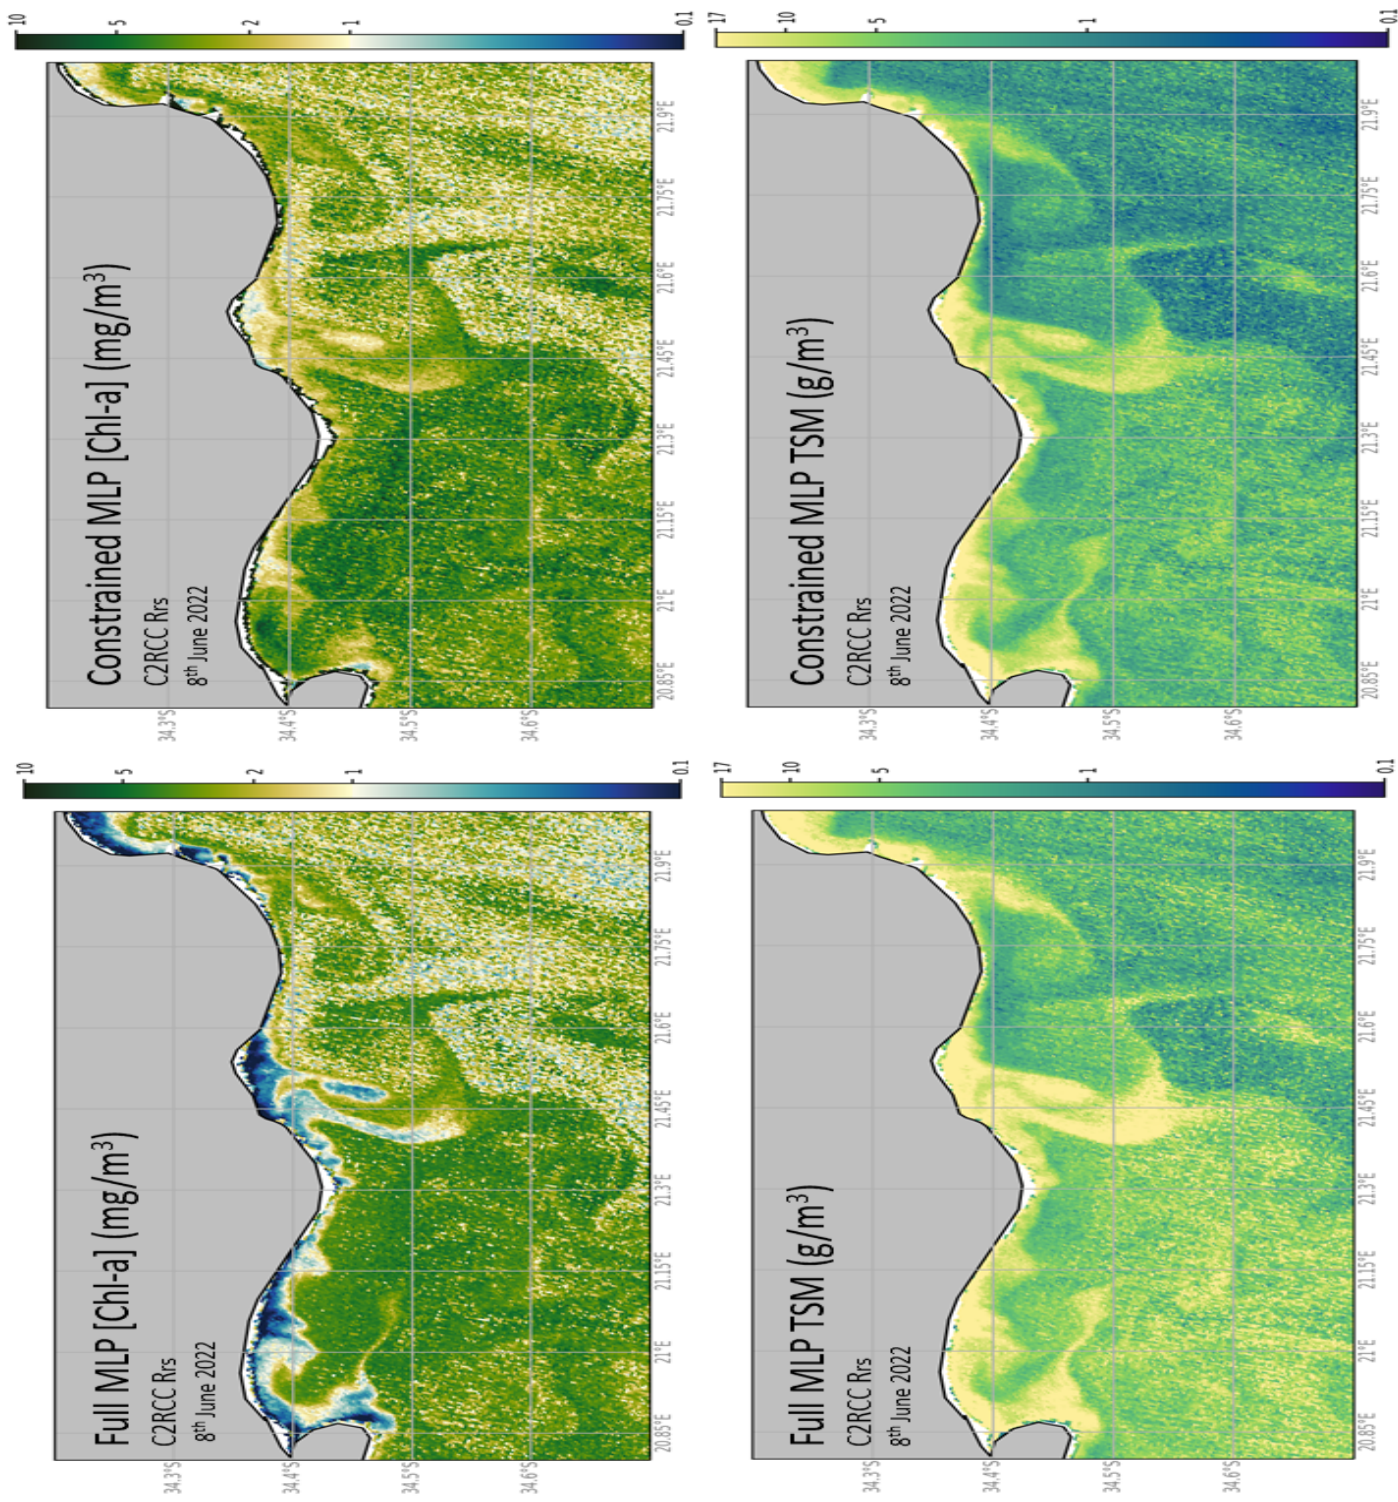 Full MLP [Chl-a] (mg/m³)
C2RCC Rrs
8th June 2022
34.3°S
34.4°S
34.5°S
34.6°S
20.85°E 21°E 21.15°E 21.3°E 21.45°E 21.6°E 21.75°E 21.9°E
10
5
2
1
0.1
Constrained MLP [Chl-a] (mg/m³)
C2RCC Rrs
8th June 2022
34.3°S
34.4°S
34.5°S
34.6°S
20.85°E 21°E 21.15°E 21.3°E 21.45°E 21.6°E 21.75°E 21.9°E
10
5
2
1
0.1
Full MLP TSM (g/m³)
C2RCC Rrs
8th June 2022
34.3°S
34.4°S
34.5°S
34.6°S
20.85°E 21°E 21.15°E 21.3°E 21.45°E 21.6°E 21.75°E 21.9°E
17
10
5
1
0.1
Constrained MLP TSM (g/m³)
C2RCC Rrs
8th June 2022
34.3°S
34.4°S
34.5°S
34.6°S
20.85°E 21°E 21.15°E 21.3°E 21.45°E 21.6°E 21.75°E 21.9°E
17
10
5
1
0.1